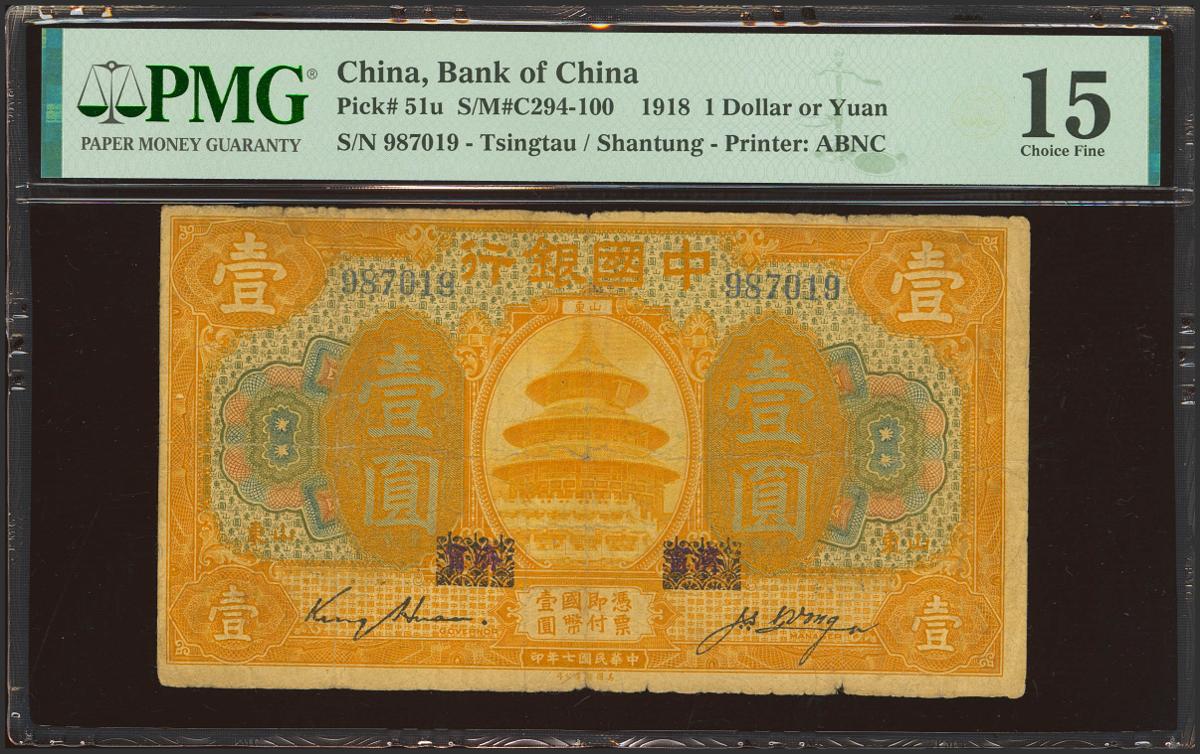 PMG®
PAPER MONEY GUARANTY
China, Bank of China
Pick# 51u S/M#C294-100 1918 1 Dollar or Yuan
S/N 987019 - Tsingtau / Shantung - Printer: ABNC
15
Choice Fine
行銀國中
壹
壹
987019
987019
東山
壹圓
壹圓
東山
東山
憑票
即付
國幣
壹圓
GOVERNOR
MANAGER
壹
壹
印年七國民華中